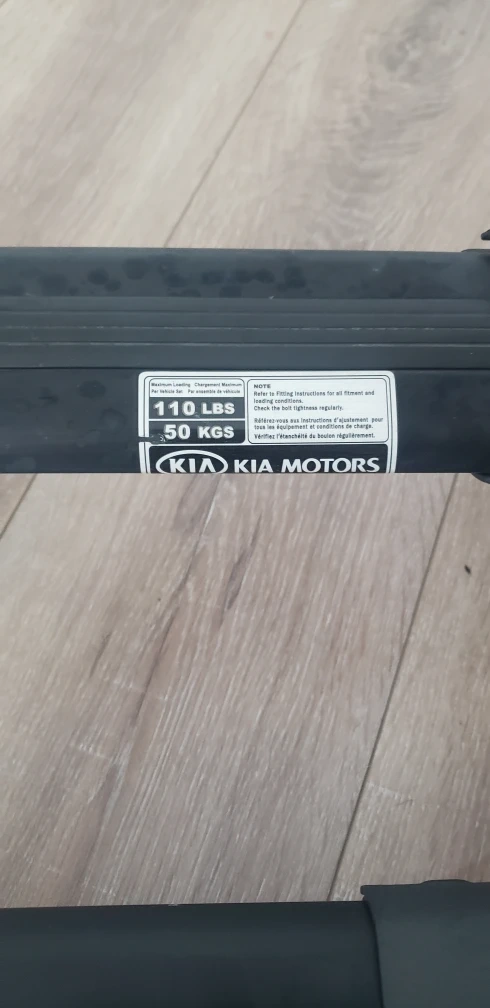 Maximum Loading Chargement Maximum
Per Vehicle Set Par ensemble de véhicule
110 LBS
50 KGS
NOTE
Refer to Fitting Instructions for all fitment and
loading conditions.
Check the bolt tightness regularly.
Référez-vous aux instructions d'ajustement pour
tous les équipement et conditions de charge.
Vérifiez l'étanchéité du boulon régulièrement.
KIA KIA MOTORS